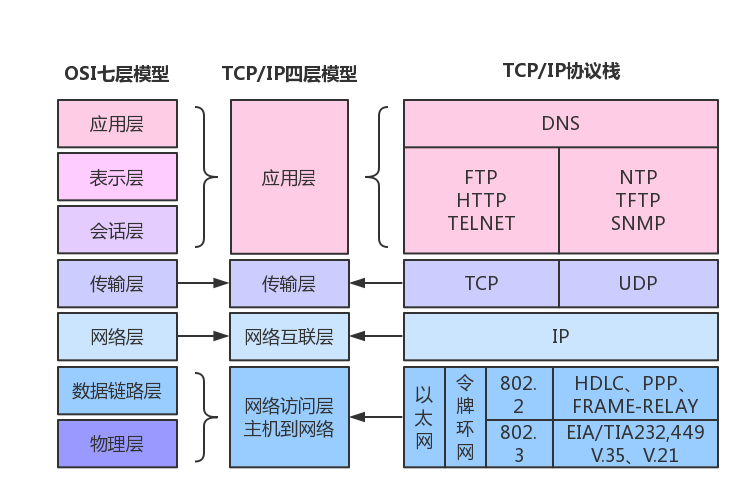 OSI七层模型
TCP/IP四层模型
TCP/IP协议栈
应用层
表示层
会话层
传输层
网络层
数据链路层
物理层
应用层
传输层
网络互联层
网络访问层
主机到网络
DNS
FTP
HTTP
TELNET
NTP
TFTP
SNMP
TCP
UDP
IP
以
太
网
令
牌
环
网
802.
2
802.
3
HDLC、PPP、
FRAME-RELAY
EIA/TIA232,449
V.35、V.21